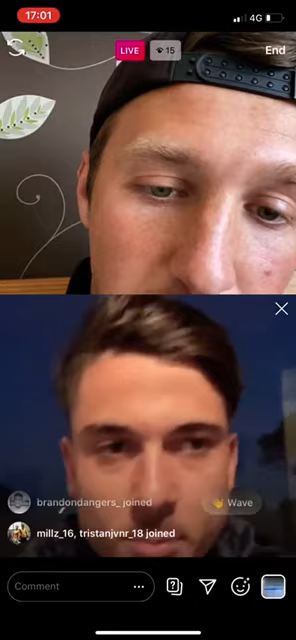 17:01
4G
LIVE
15
End
brandondangers_ joined
Wave
millz_16, tristanjvnr_18 joined
Comment